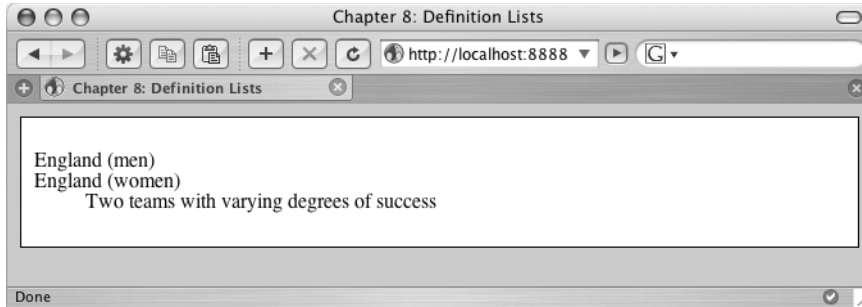 Chapter 8: Definition Lists
http://localhost:8888
G
Chapter 8: Definition Lists
England (men)
England (women)
Two teams with varying degrees of success
Done